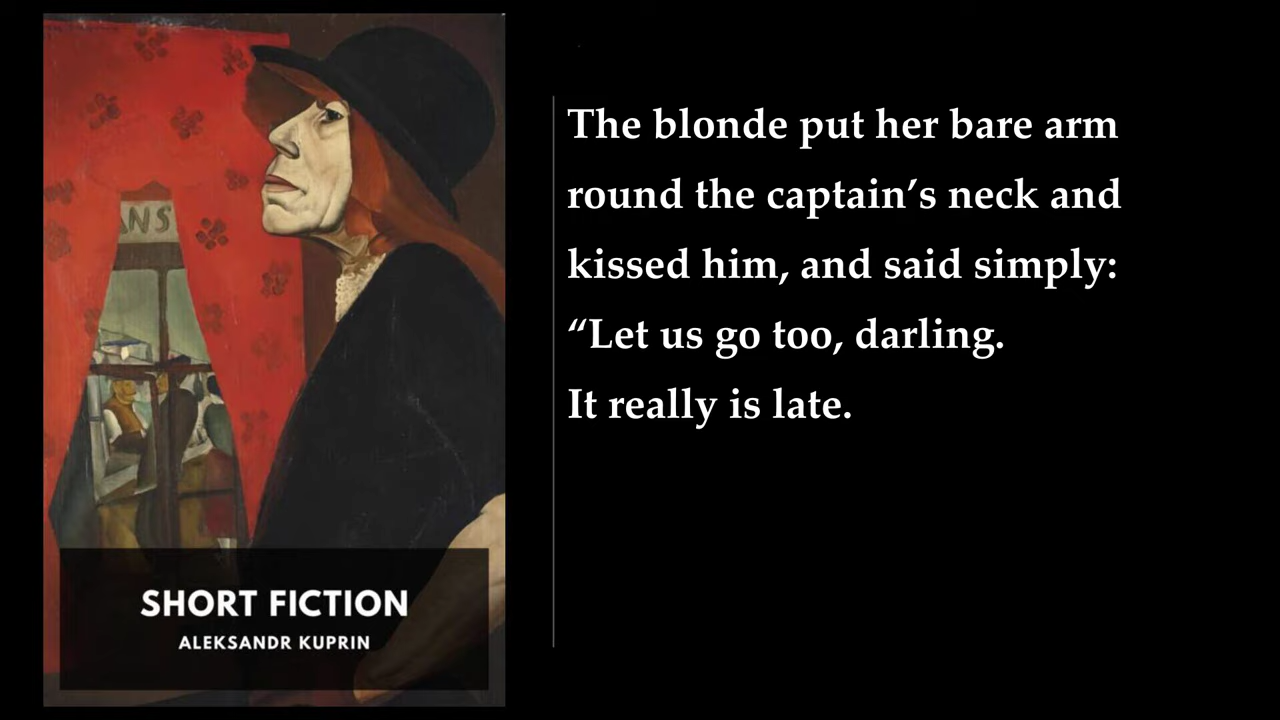 ANS
SHORT FICTION
ALEKSANDR KUPRIN
The blonde put her bare arm
round the captain’s neck and
kissed him, and said simply:
“Let us go too, darling.
It really is late.